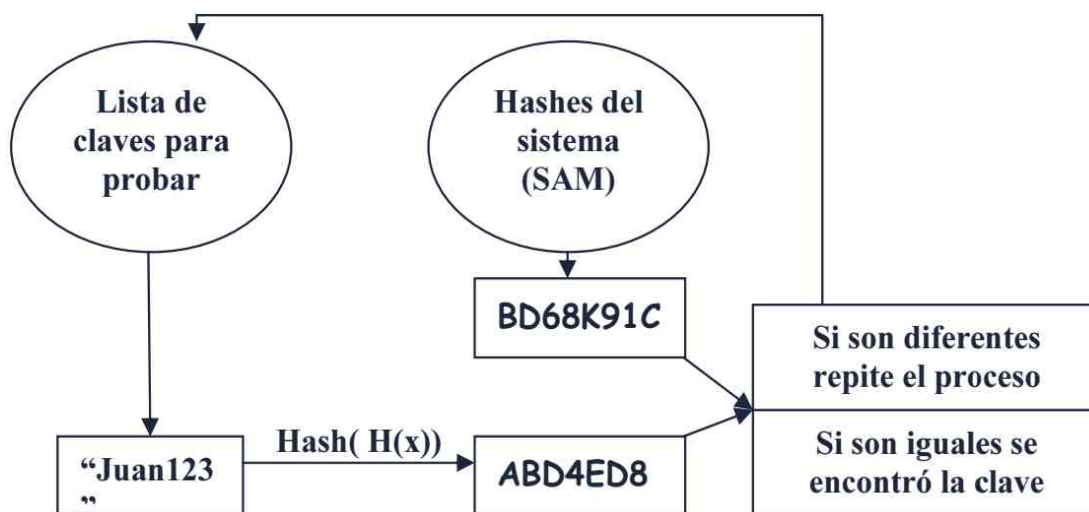 Lista de
claves para
probar
Hashes del
sistema
(SAM)
BD68K91C
Si son diferentes
repite el proceso
“Juan123
”
Hash( H(x))
ABD4ED8
Si son iguales se
encontró la clave